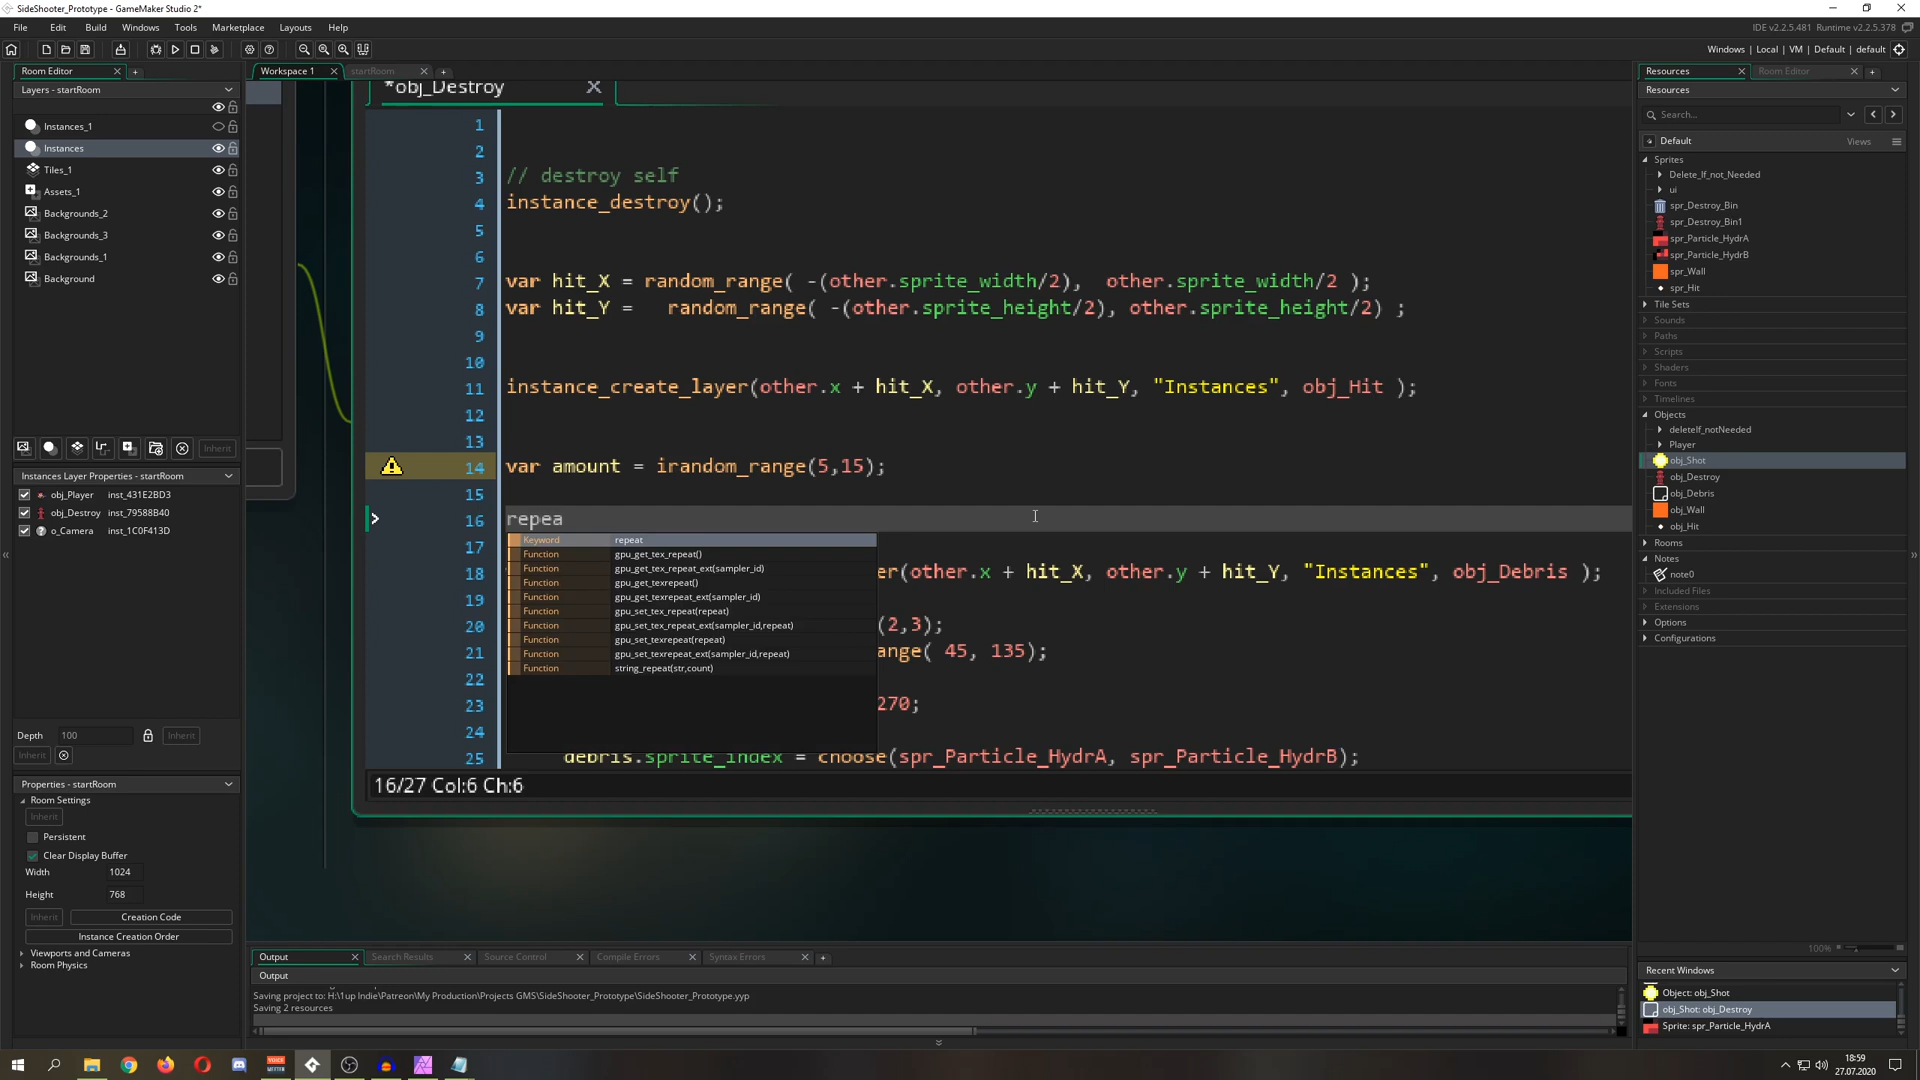 SideShooter_Prototype - GameMaker Studio 2*
File Edit Build Windows Tools Marketplace Layouts Help
IDE v2.2.5.481 Runtime v2.2.5.378
Windows | Local | VM | Default | default
Room Editor
Layers - startRoom
Instances_1
Instances
Tiles_1
Assets_1
Backgrounds_2
Backgrounds_3
Backgrounds_1
Background
Inherit
Instances Layer Properties - startRoom
obj_Player inst_431E2BD3
obj_Destroy inst_79588B40
o_Camera inst_1C0F413D
Depth 100 Inherit
Inherit
Properties - startRoom
Room Settings
Inherit
Persistent
Clear Display Buffer
Width 1024
Height 768
Inherit Creation Code
Instance Creation Order
Viewports and Cameras
Room Physics
Workspace 1 startRoom
*obj_Destroy
1
2
3 // destroy self
4 instance_destroy();
5
6
7 var hit_X = random_range( -(other.sprite_width/2), other.sprite_width/2 );
8 var hit_Y = random_range( -(other.sprite_height/2), other.sprite_height/2) ;
9
10
11 instance_create_layer(other.x + hit_X, other.y + hit_Y, "Instances", obj_Hit );
12
13
14 var amount = irandom_range(5,15);
15
16 repea
17
18 er(other.x + hit_X, other.y + hit_Y, "Instances", obj_Debris );
19
20 (2,3);
21 ange( 45, 135);
22
23 270;
24
25 debris.sprite_index = choose(spr_Particle_HydrA, spr_Particle_HydrB);
Keyword repeat
Function gpu_get_tex_repeat()
Function gpu_get_tex_repeat_ext(sampler_id)
Function gpu_get_texrepeat()
Function gpu_get_texrepeat_ext(sampler_id)
Function gpu_set_tex_repeat(repeat)
Function gpu_set_tex_repeat_ext(sampler_id,repeat)
Function gpu_set_texrepeat(repeat)
Function gpu_set_texrepeat_ext(sampler_id,repeat)
Function string_repeat(str,count)
16/27 Col:6 Ch:6
Output Search Results Source Control Compile Errors Syntax Errors
Output
Saving project to: H:\1up Indie\Patreon\My Production\Projects GMS\SideShooter_Prototype\SideShooter_Prototype.yyp
Saving 2 resources
Resources Room Editor
Resources
Search...
Default Views
Sprites
Delete_If_not_Needed
ui
spr_Destroy_Bin
spr_Destroy_Bin1
spr_Particle_HydrA
spr_Particle_HydrB
spr_Wall
spr_Hit
Tile Sets
Sounds
Paths
Scripts
Shaders
Fonts
Timelines
Objects
deleteIf_notNeeded
Player
obj_Shot
obj_Destroy
obj_Debris
obj_Wall
obj_Hit
Rooms
Notes
note0
Included Files
Extensions
Options
Configurations
100%
Recent Windows
Object: obj_Shot
obj_Shot: obj_Destroy
Sprite: spr_Particle_HydrA
18:59
27.07.2020